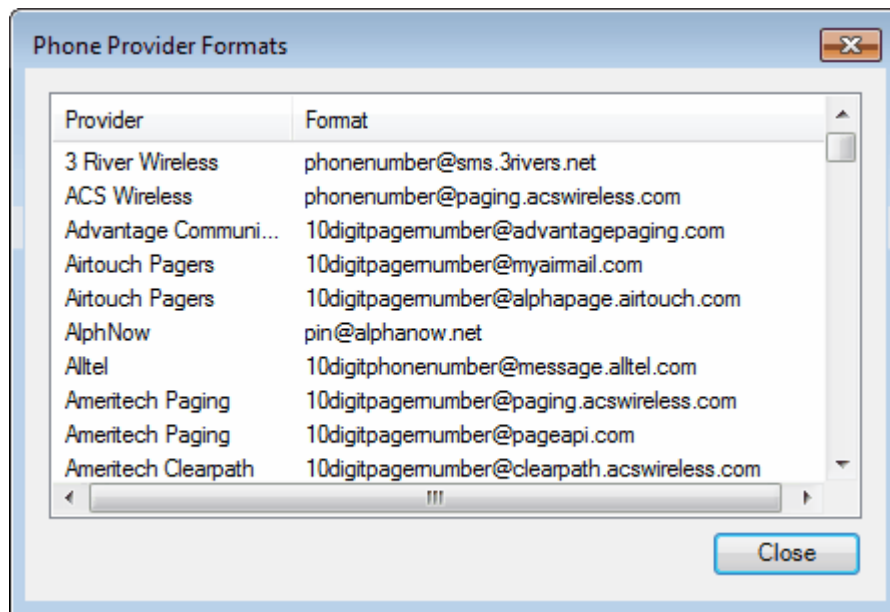 Phone Provider Formats
Provider Format
3 River Wireless phonenumber@sms.3rivers.net
ACS Wireless phonenumber@paging.acswireless.com
Advantage Communi... 10digitpagernumber@advantagepaging.com
Airtouch Pagers 10digitpagernumber@myairmail.com
Airtouch Pagers 10digitpagernumber@alphapage.airtouch.com
AlphNow pin@alphanow.net
Alltel 10digitphonenumber@message.alltel.com
Ameritech Paging 10digitpagernumber@paging.acswireless.com
Ameritech Paging 10digitpagernumber@pageapi.com
Ameritech Clearpath 10digitpagernumber@clearpath.acswireless.com
Close